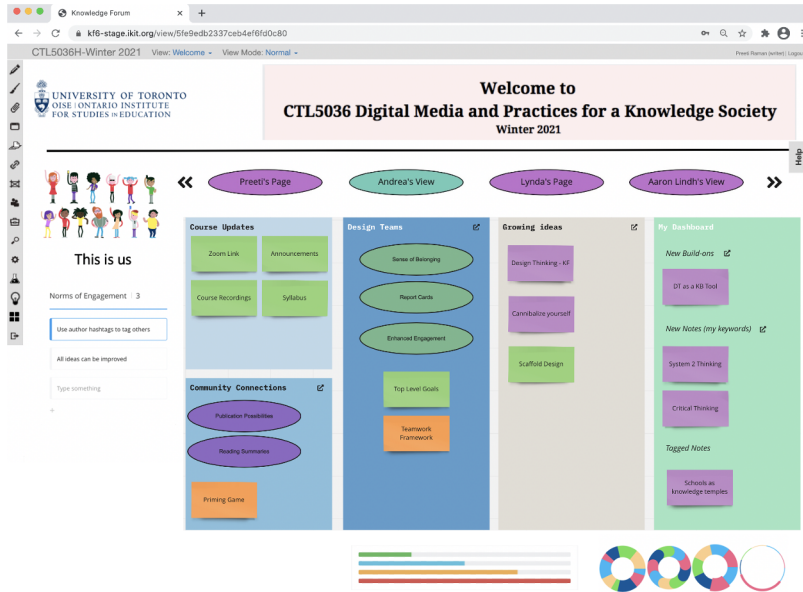 Knowledge Forum
kf6-stage.ikit.org/view/5fe9edb2337ceb4ef6fd0c80
CTL5036H-Winter 2021 View: Welcome View Mode: Normal
Preeti Raman (writer) | Logou
UNIVERSITY OF TORONTO
OISE | ONTARIO INSTITUTE
FOR STUDIES IN EDUCATION
Welcome to
CTL5036 Digital Media and Practices for a Knowledge Society
Winter 2021
Help
Preeti's Page
Andrea's View
Lynda's Page
Aaron Lindh's View
This is us
Norms of Engagement 3
Use author hashtags to tag others
All ideas can be improved
Type something
Course Updates
Zoom Link
Announcements
Course Recordings
Syllabus
Community Connections
Publication Possibilities
Reading Summaries
Priming Game
Design Teams
Sense of Belonging
Report Cards
Enhanced Engagement
Top Level Goals
Teamwork
Framework
Growing ideas
Design Thinking - KF
Cannibalize yourself
Scaffold Design
My Dashboard
New Build-ons
DT as a KB Tool
New Notes (my keywords)
System 2 Thinking
Critical Thinking
Tagged Notes
Schools as
knowledge temples